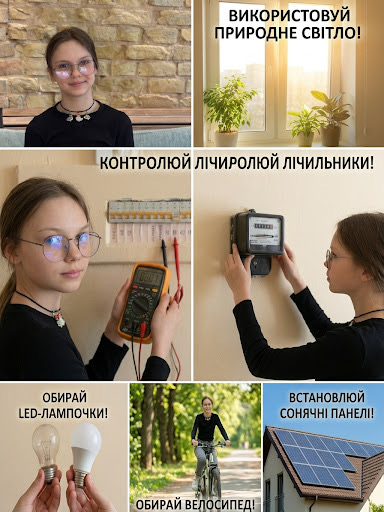 ВИКОРИСТОВУЙ
ПРИРОДНЕ СВІТЛО!
КОНТРОЛЮЙ ЛІЧИРОЛЮЙ ЛІЧИЛЬНИКИ!
ОБИРАЙ
LED-ЛАМПОЧКИ!
ОБИРАЙ ВЕЛОСИПЕД!
ВСТАНОВЛЮЙ
СОНЯЧНІ ПАНЕЛІ!